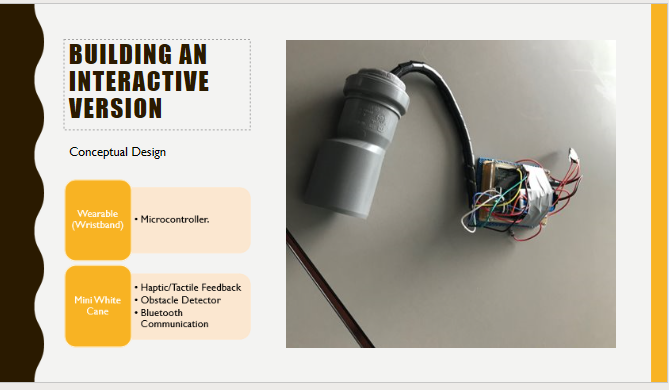 BUILDING AN
INTERACTIVE
VERSION
Conceptual Design
Wearable
(Wristband)
• Microcontroller.
Mini White
Cane
• Haptic/Tactile Feedback
• Obstacle Detector
• Bluetooth
Communication